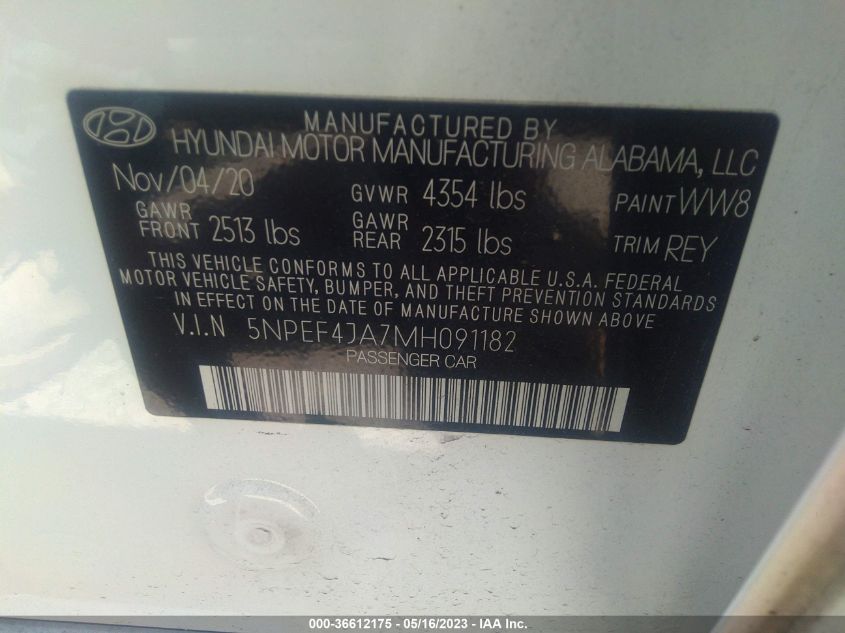 MANUFACTURED BY
HYUNDAI MOTOR MANUFACTURING ALABAMA, LLC
Nov/04/20 GVWR 4354 lbs PAINT WW8
GAWR FRONT 2513 lbs GAWR REAR 2315 lbs TRIM REY
THIS VEHICLE CONFORMS TO ALL APPLICABLE U.S.A. FEDERAL
MOTOR VEHICLE SAFETY, BUMPER, AND THEFT PREVENTION STANDARDS
IN EFFECT ON THE DATE OF MANUFACTURE SHOWN ABOVE
V.I.N 5NPEF4JA7MH091182
PASSENGER CAR
000-36612175 - 05/16/2023 - © IAA Inc.